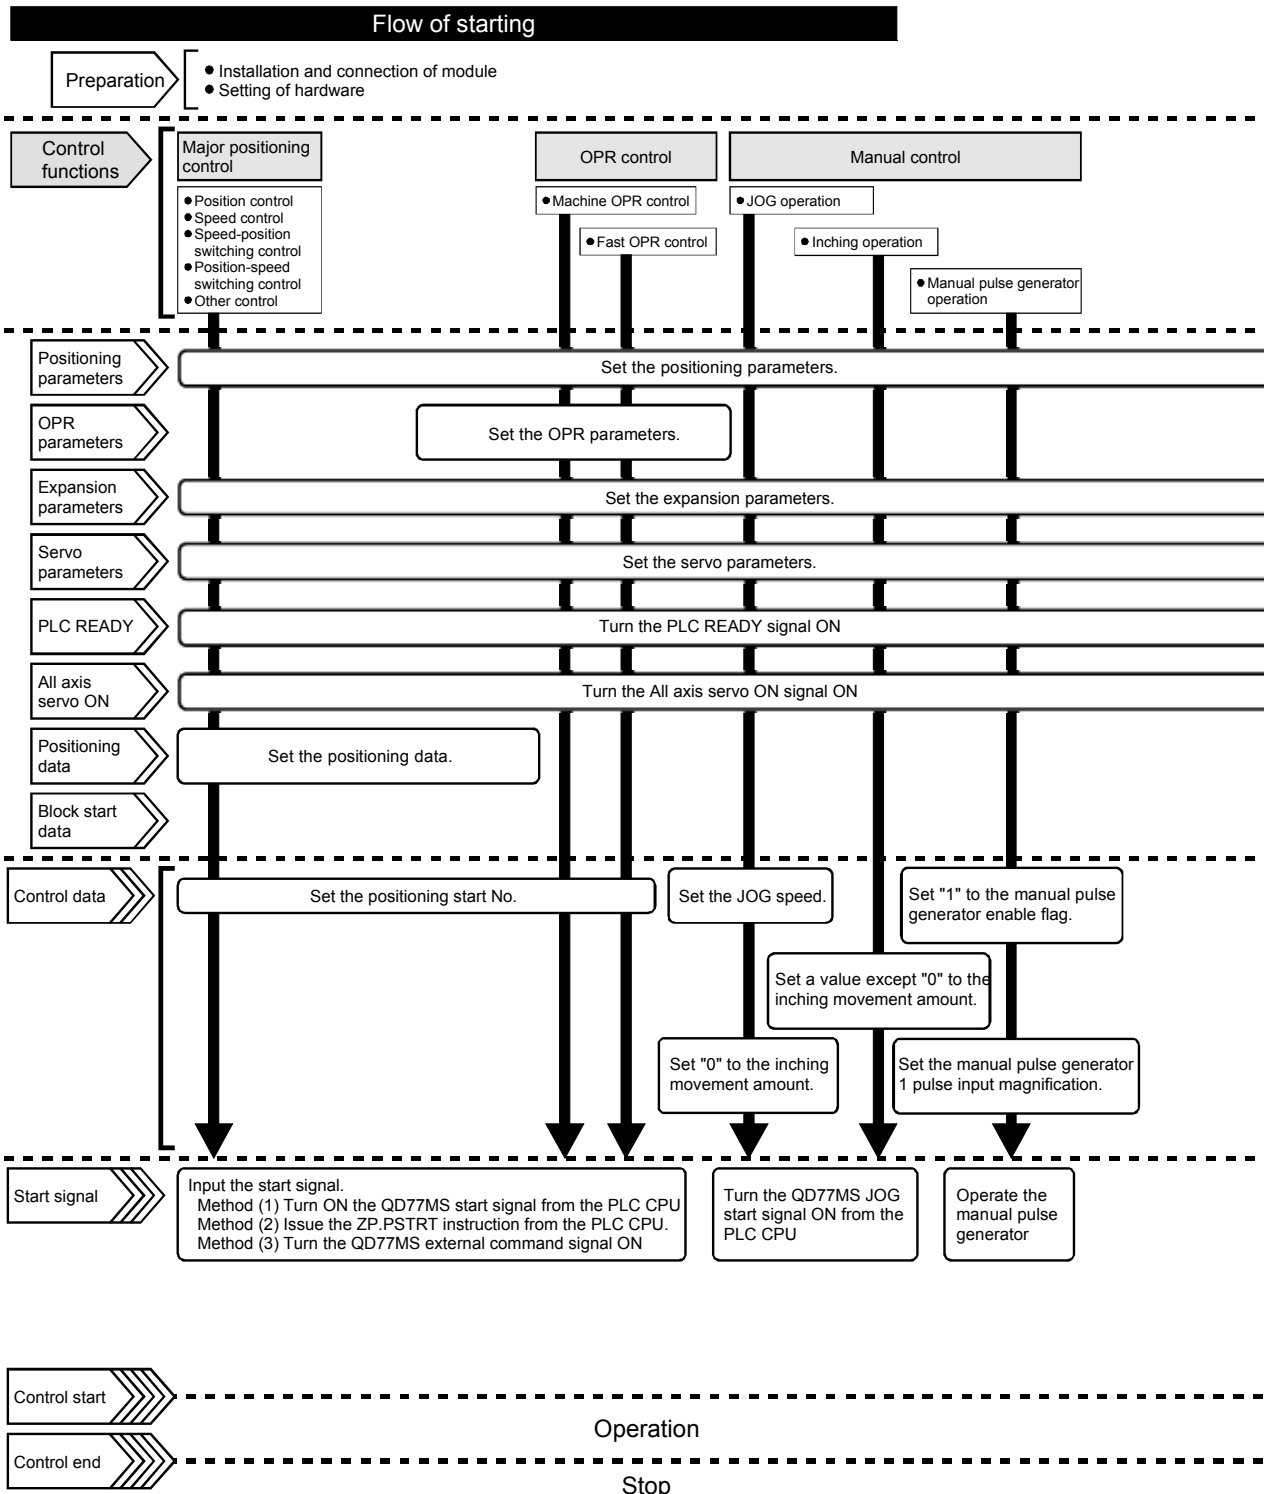 Flow of starting
Preparation
● Installation and connection of module
● Setting of hardware
Control
functions
Major positioning
control
OPR control
Manual control
● Position control
● Speed control
● Speed-position
switching control
● Position-speed
switching control
● Other control
● Machine OPR control
● Fast OPR control
● JOG operation
● Inching operation
● Manual pulse generator
operation
Positioning
parameters
Set the positioning parameters.
OPR
parameters
Set the OPR parameters.
Expansion
parameters
Set the expansion parameters.
Servo
parameters
Set the servo parameters.
PLC READY
Turn the PLC READY signal ON
All axis
servo ON
Turn the All axis servo ON signal ON
Positioning
data
Set the positioning data.
Block start
data
Control data
Set the positioning start No.
Set the JOG speed.
Set "1" to the manual pulse
generator enable flag.
Set a value except "0" to the
inching movement amount.
Set "0" to the inching
movement amount.
Set the manual pulse generator
1 pulse input magnification.
Start signal
Input the start signal.
Method (1) Turn ON the QD77MS start signal from the PLC CPU
Method (2) Issue the ZP.PSTRT instruction from the PLC CPU.
Method (3) Turn the QD77MS external command signal ON
Turn the QD77MS JOG
start signal ON from the
PLC CPU
Operate the
manual pulse
generator
Control start
Operation
Control end
Stop